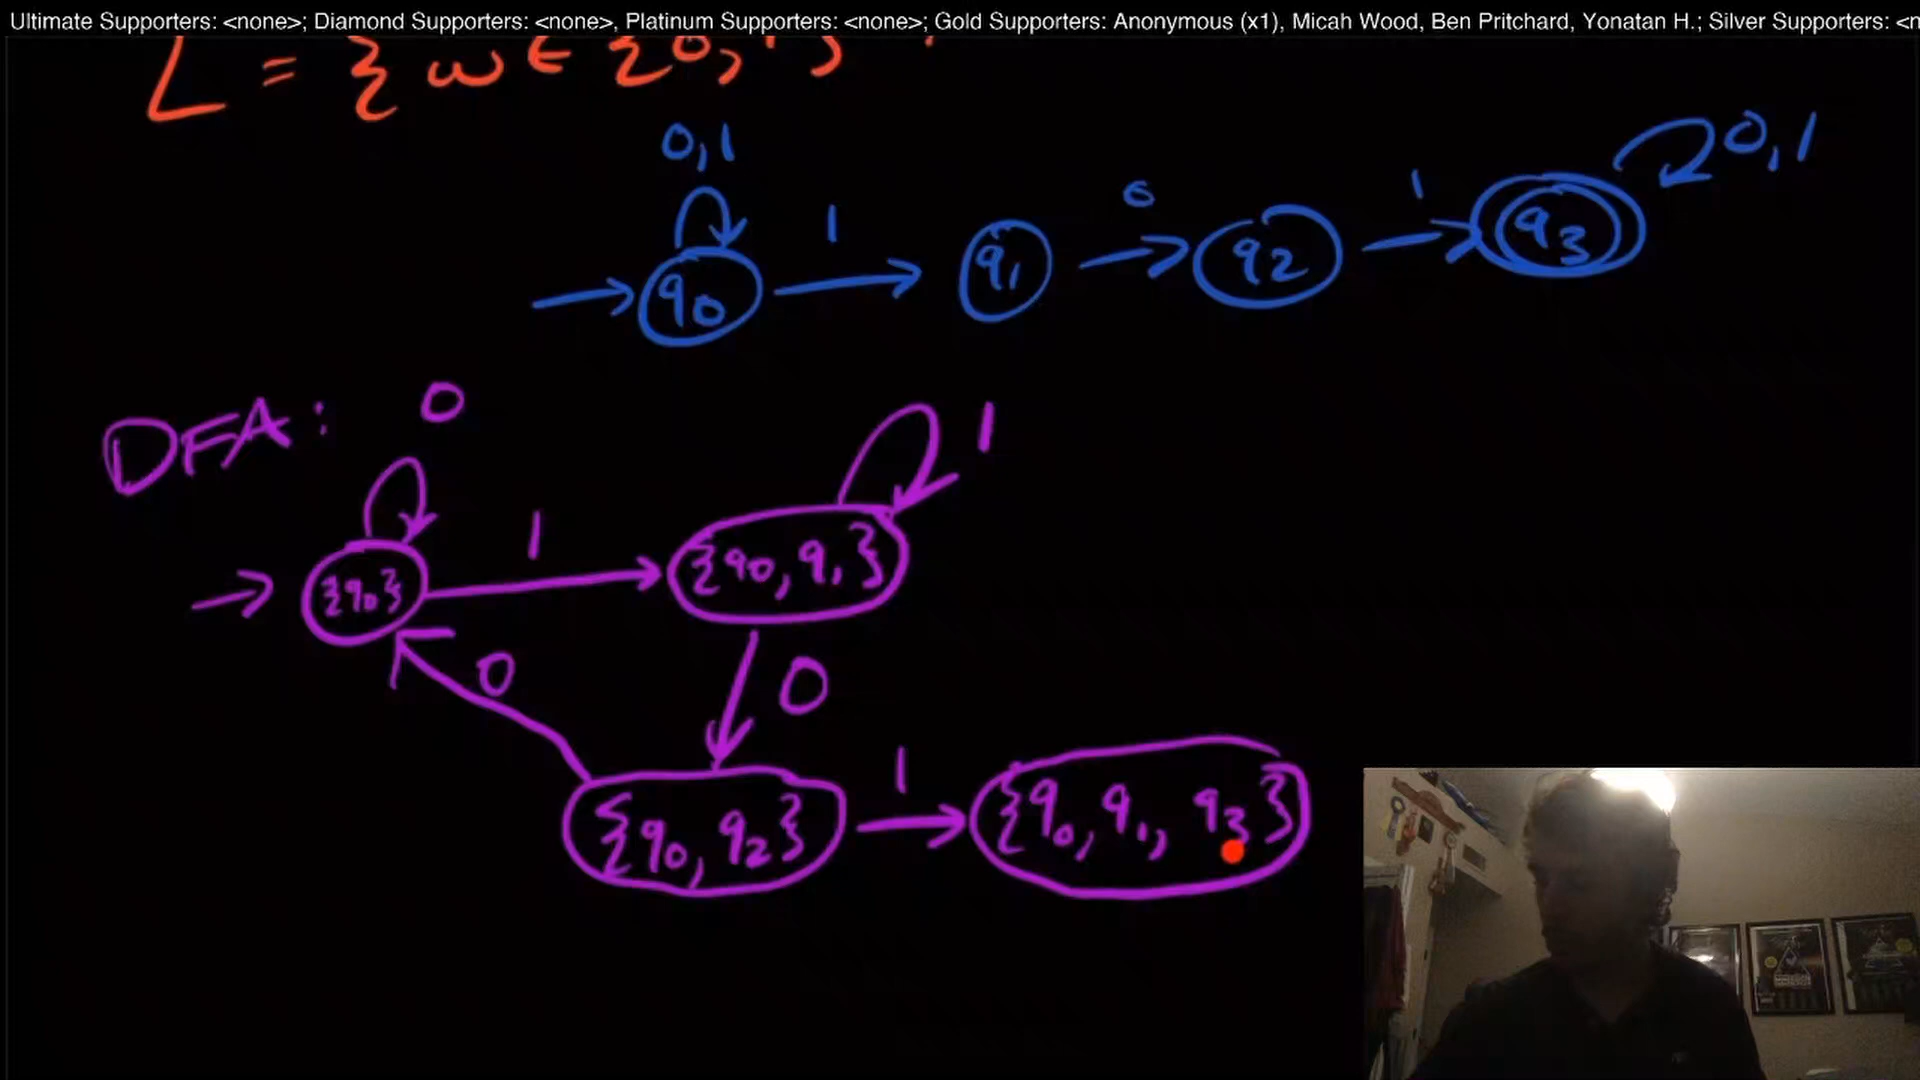 Ultimate Supporters: <none>; Diamond Supporters: <none>, Platinum Supporters: <none>; Gold Supporters: Anonymous (x1), Micah Wood, Ben Pritchard, Yonatan H.; Silver Supporters: <n
L = { w ∈ {0, 1}
0,1
q0
1
q1
0
q2
1
q3
0,1
DFA:
0
{q0}
1
{q0, q1}
1
0
0
{q0, q2}
1
{q0, q1, q3}